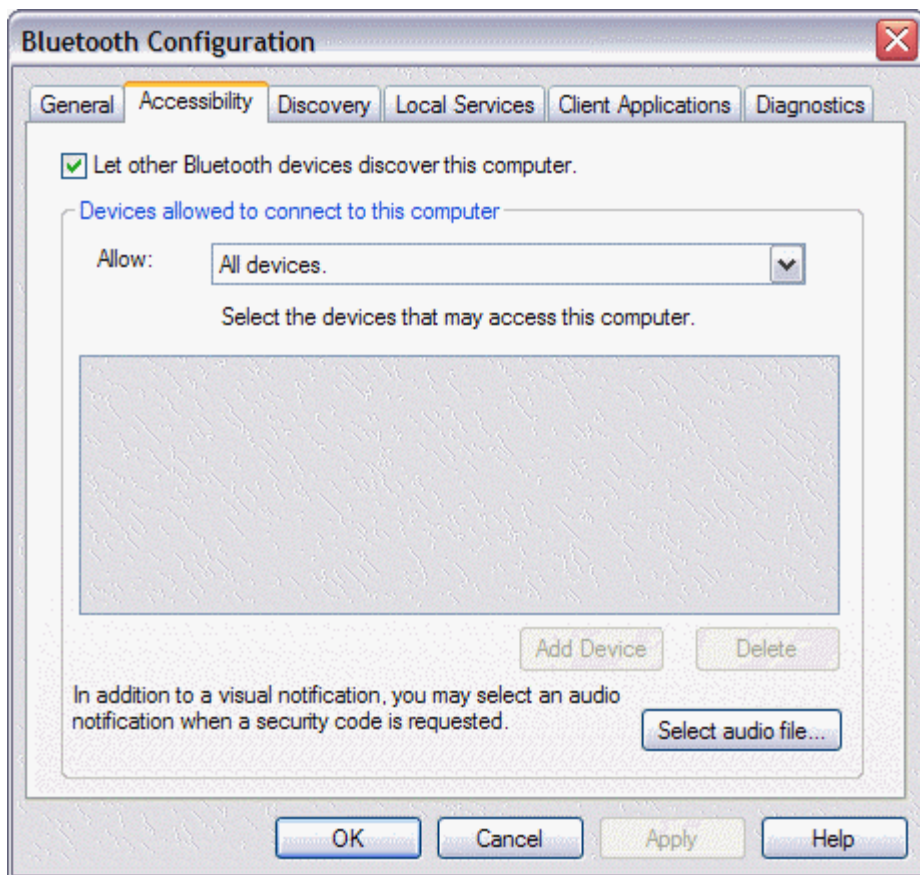 Bluetooth Configuration
General Accessibility Discovery Local Services Client Applications Diagnostics
Let other Bluetooth devices discover this computer.
Devices allowed to connect to this computer
Allow: All devices.
Select the devices that may access this computer.
Add Device Delete
In addition to a visual notification, you may select an audio
notification when a security code is requested.
Select audio file...
OK Cancel Apply Help